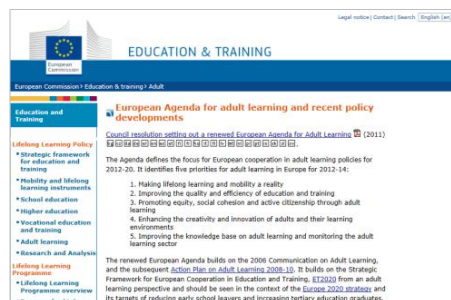 Legal notice | Contact | Search
English (en)
European
Commission
EDUCATION & TRAINING
European Commission > Education & training > Adult
Education and
Training
Lifelong Learning Policy
Strategic framework
for education and
training
Mobility and lifelong
learning instruments
School education
Higher education
Vocational education
and training
Adult learning
Research and Analysis
Lifelong Learning
Programme
Lifelong Learning
Programme overview
European Agenda for adult learning and recent policy
developments
Council resolution setting out a renewed European Agenda for Adult Learning (2011)
The Agenda defines the focus for European cooperation in adult learning policies for
2012-20. It identifies five priorities for adult learning in Europe for 2012-14:
1. Making lifelong learning and mobility a reality
2. Improving the quality and efficiency of education and training
3. Promoting equity, social cohesion and active citizenship through adult
learning
4. Enhancing the creativity and innovation of adults and their learning
environments
5. Improving the knowledge base on adult learning and monitoring the adult
learning sector
The renewed European Agenda builds on the 2006 Communication on Adult Learning,
and the subsequent Action Plan on Adult Learning 2008-10. It builds on the Strategic
Framework for European Cooperation in Education and Training, ET2020 from an adult
learning perspective and should be seen in the context of the Europe 2020 strategy and
its targets of reducing early school leavers and increasing tertiary education graduates.